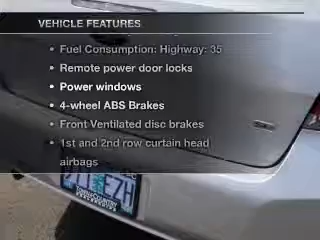 VEHICLE FEATURES
• Fuel Consumption: Highway: 35
• Remote power door locks
• Power windows
• 4-wheel ABS Brakes
• Front Ventilated disc brakes
• 1st and 2nd row curtain head
airbags